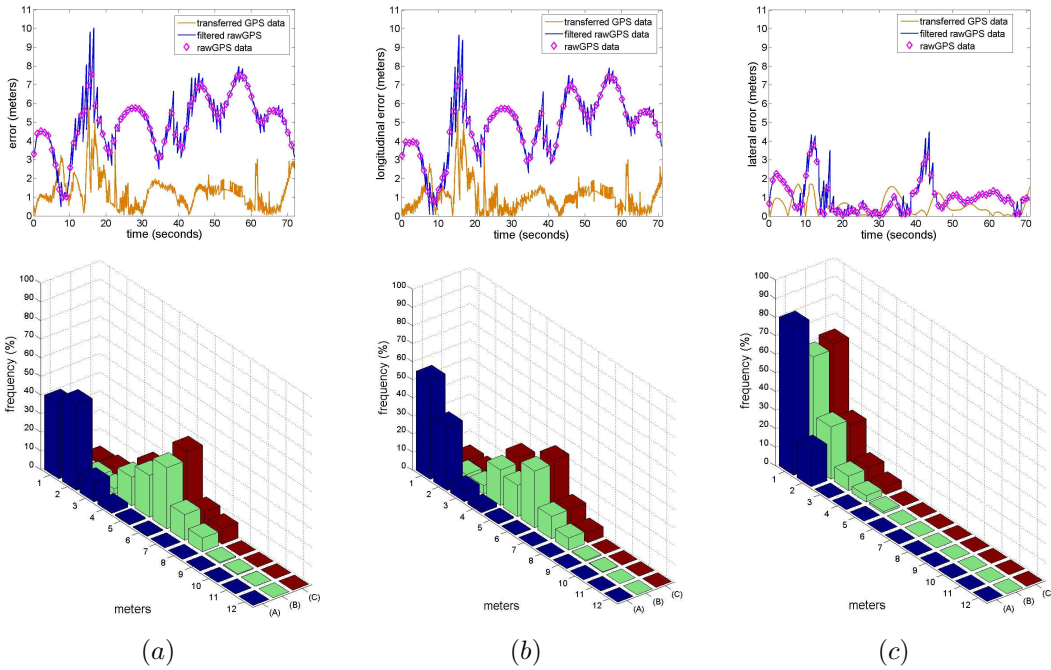 11
10
9
8
7
6
5
4
3
2
1
0
error (meters)
transferred GPS data
filtered rawGPS
rawGPS data
0 10 20 30 40 50 60 70
time (seconds)
11
10
9
8
7
6
5
4
3
2
1
0
longitudinal error (meters)
transferred GPS data
filtered rawGPS data
rawGPS data
0 10 20 30 40 50 60 70
time (seconds)
11
10
9
8
7
6
5
4
3
2
1
0
lateral error (meters)
transferred GPS data
filtered rawGPS data
rawGPS data
0 10 20 30 40 50 60 70
time (seconds)
100
90
80
70
60
50
40
30
20
10
0
frequency (%)
1 2 3 4 5 6 7 8 9 10 11 12
meters
(A) (B) (C)
100
90
80
70
60
50
40
30
20
10
0
frequency (%)
1 2 3 4 5 6 7 8 9 10 11 12
meters
(A) (B) (C)
100
90
80
70
60
50
40
30
20
10
0
frequency (%)
1 2 3 4 5 6 7 8 9 10 11 12
meters
(A) (B) (C)
(a) (b) (c)